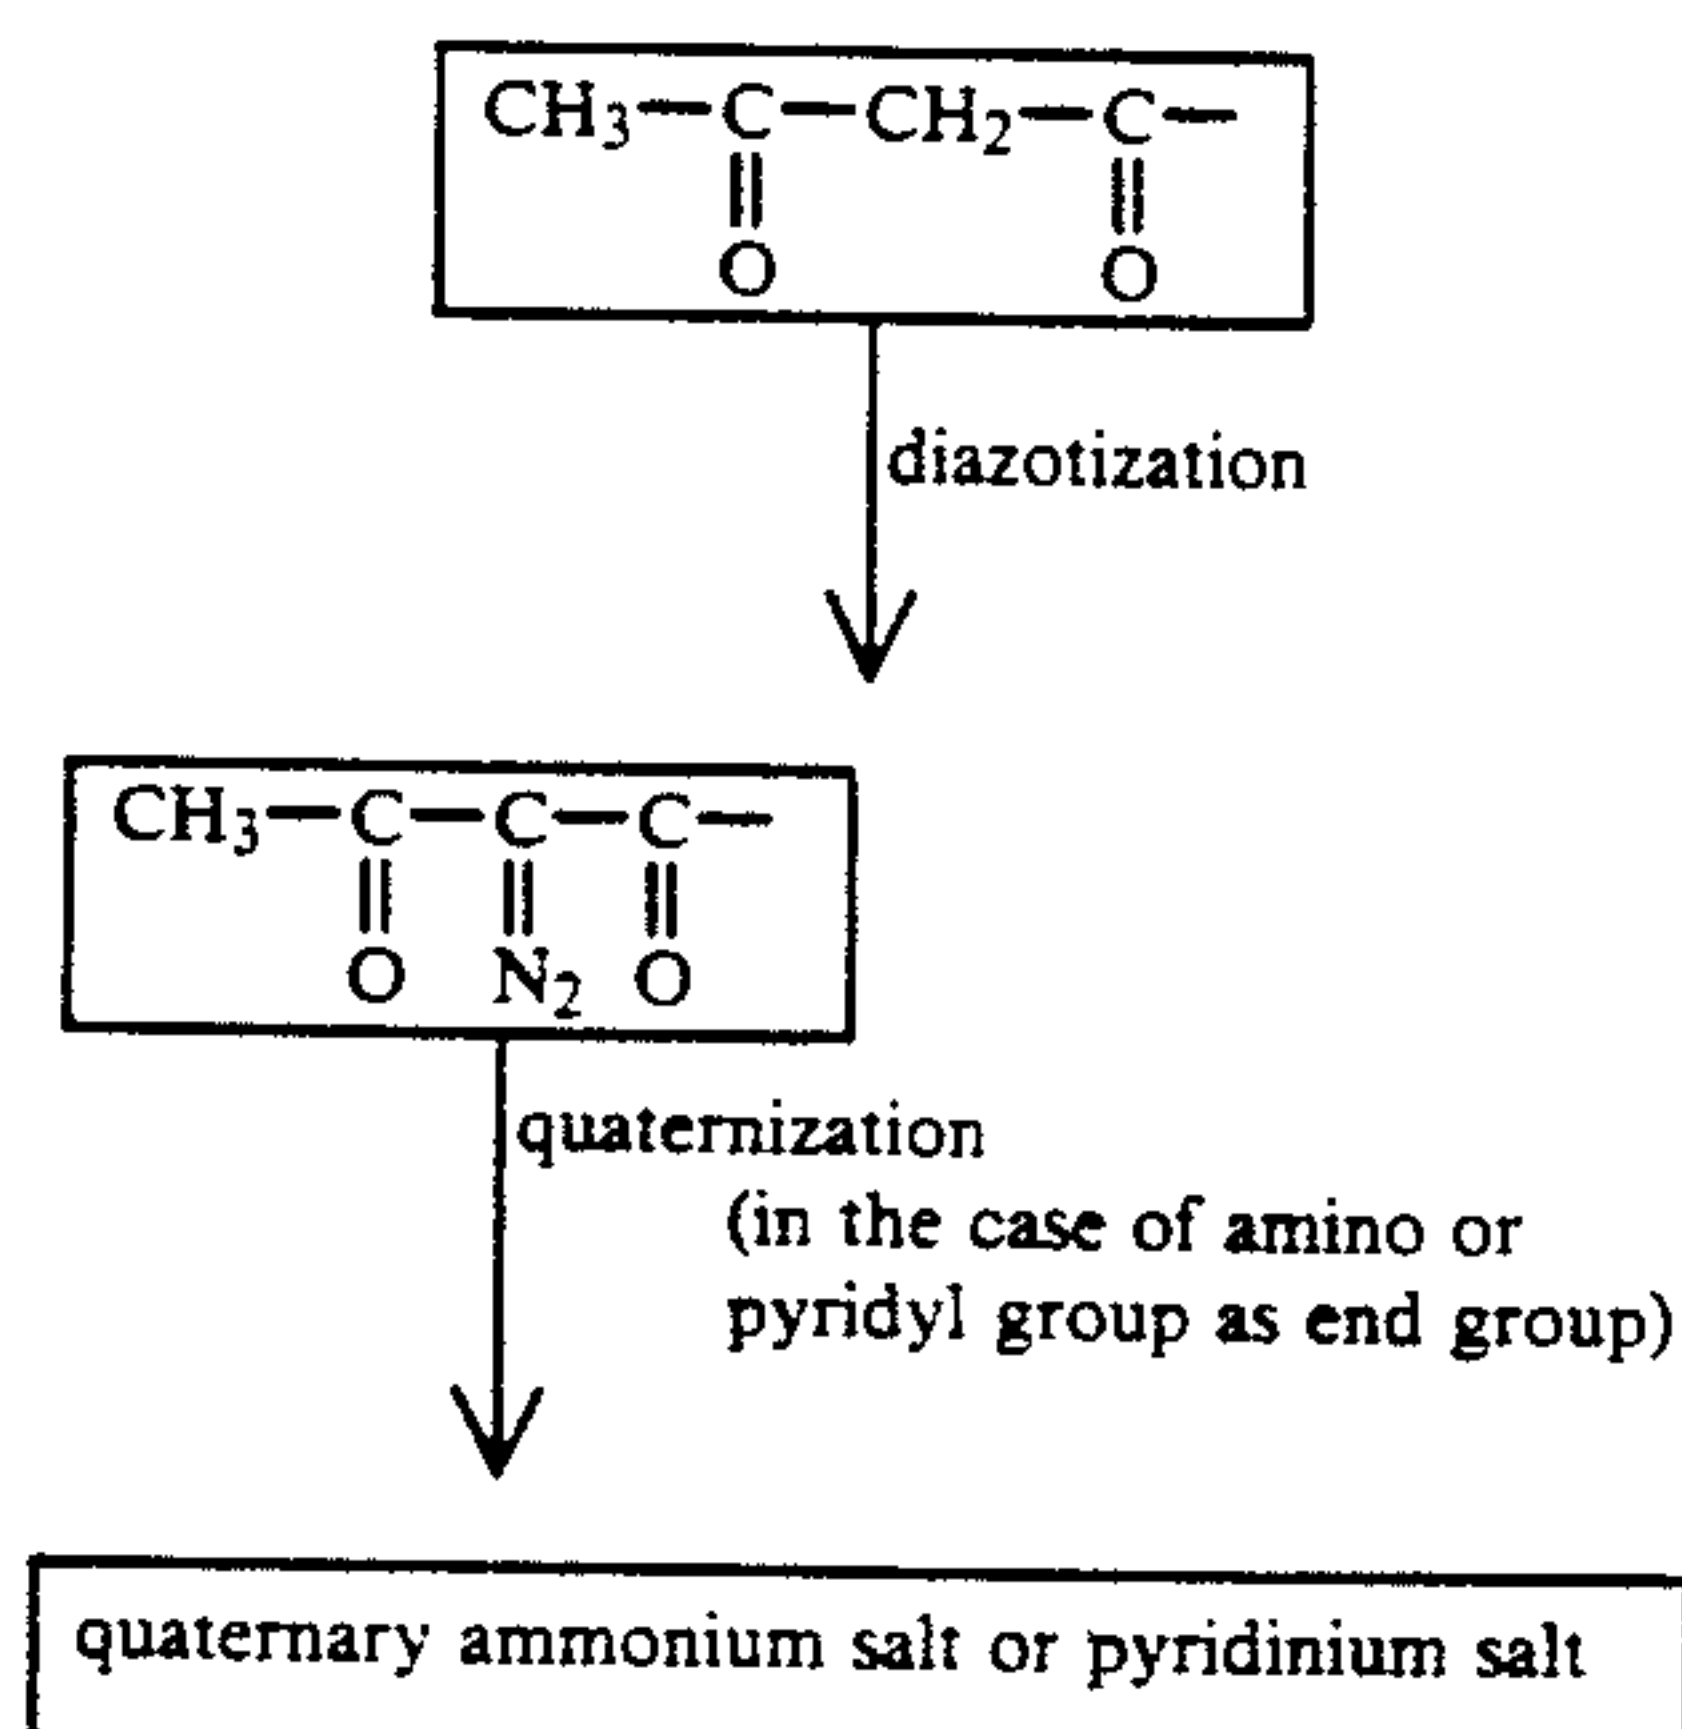 CH3—C—CH2—C—
O O
diazotization
CH3—C—C—C—
O N2 O
quaternization
(in the case of amino or
pyridyl group as end group)
quaternary ammonium salt or pyridinium salt